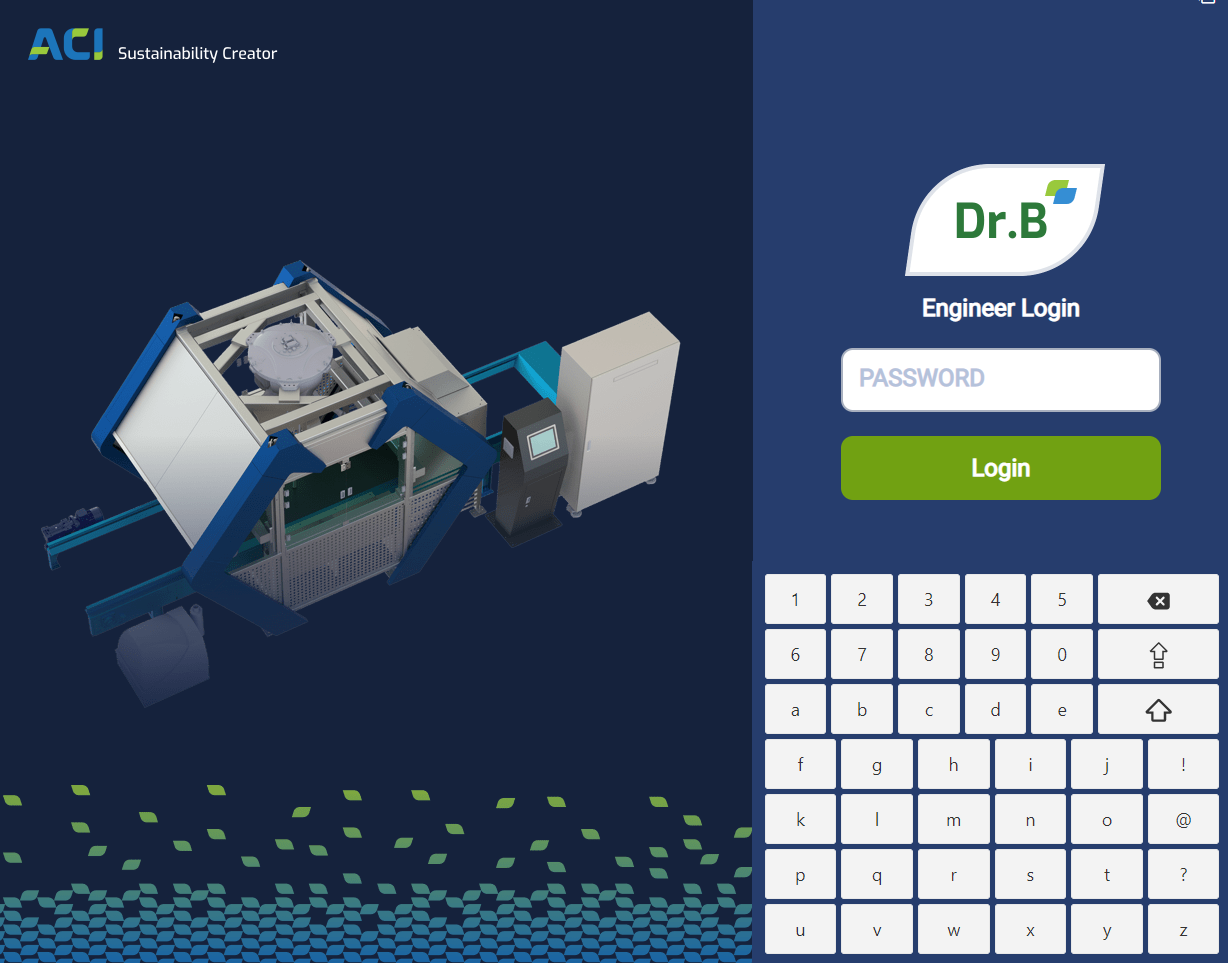 ACI Sustainability Creator
Dr.B
Engineer Login
PASSWORD
Login
1 2 3 4 5
6 7 8 9 0
a b c d e
f g h i j !
k l m n o @
p q r s t ?
u v w x y z